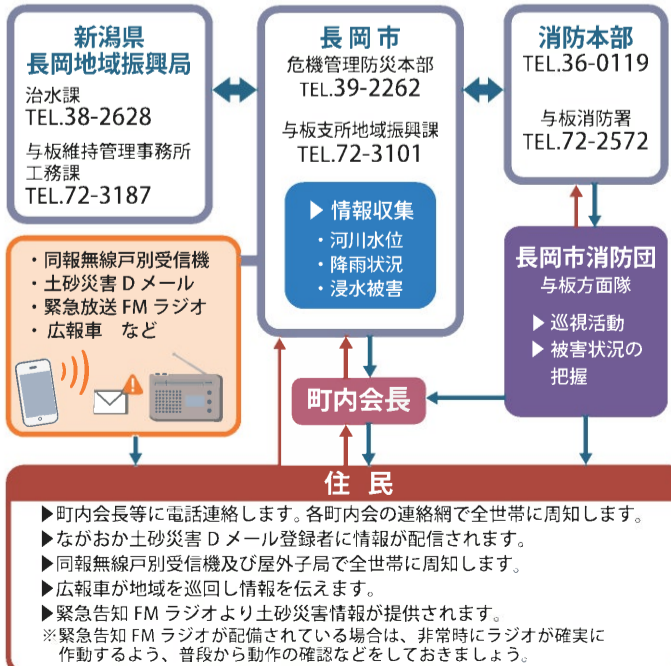 新潟県
長岡地域振興局
治水課
TEL.38-2628
与板維持管理事務所
工務課
TEL.72-3187
長岡市
危機管理防災本部
TEL.39-2262
与板支所地域振興課
TEL.72-3101
▶情報収集
・河川水位
・降雨状況
・浸水被害
消防本部
TEL.36-0119
与板消防署
TEL.72-2572
・同報無線戸別受信機
・土砂災害Dメール
・緊急放送FMラジオ
・広報車 など
長岡市消防団
与板方面隊
▶巡視活動
▶被害状況の
把握
町内会長
住民
▶町内会長等に電話連絡します。各町内会の連絡網で全世帯に周知します。
▶ながおか土砂災害Dメール登録者に情報が配信されます。
▶同報無線戸別受信機及び屋外子局で全世帯に周知します。
▶広報車が地域を巡回し情報を伝えます。
▶緊急告知FMラジオより土砂災害情報が提供されます。
※緊急告知FMラジオが配備されている場合は、非常時にラジオが確実に
作動するよう、普段から動作の確認などをしておきましょう。